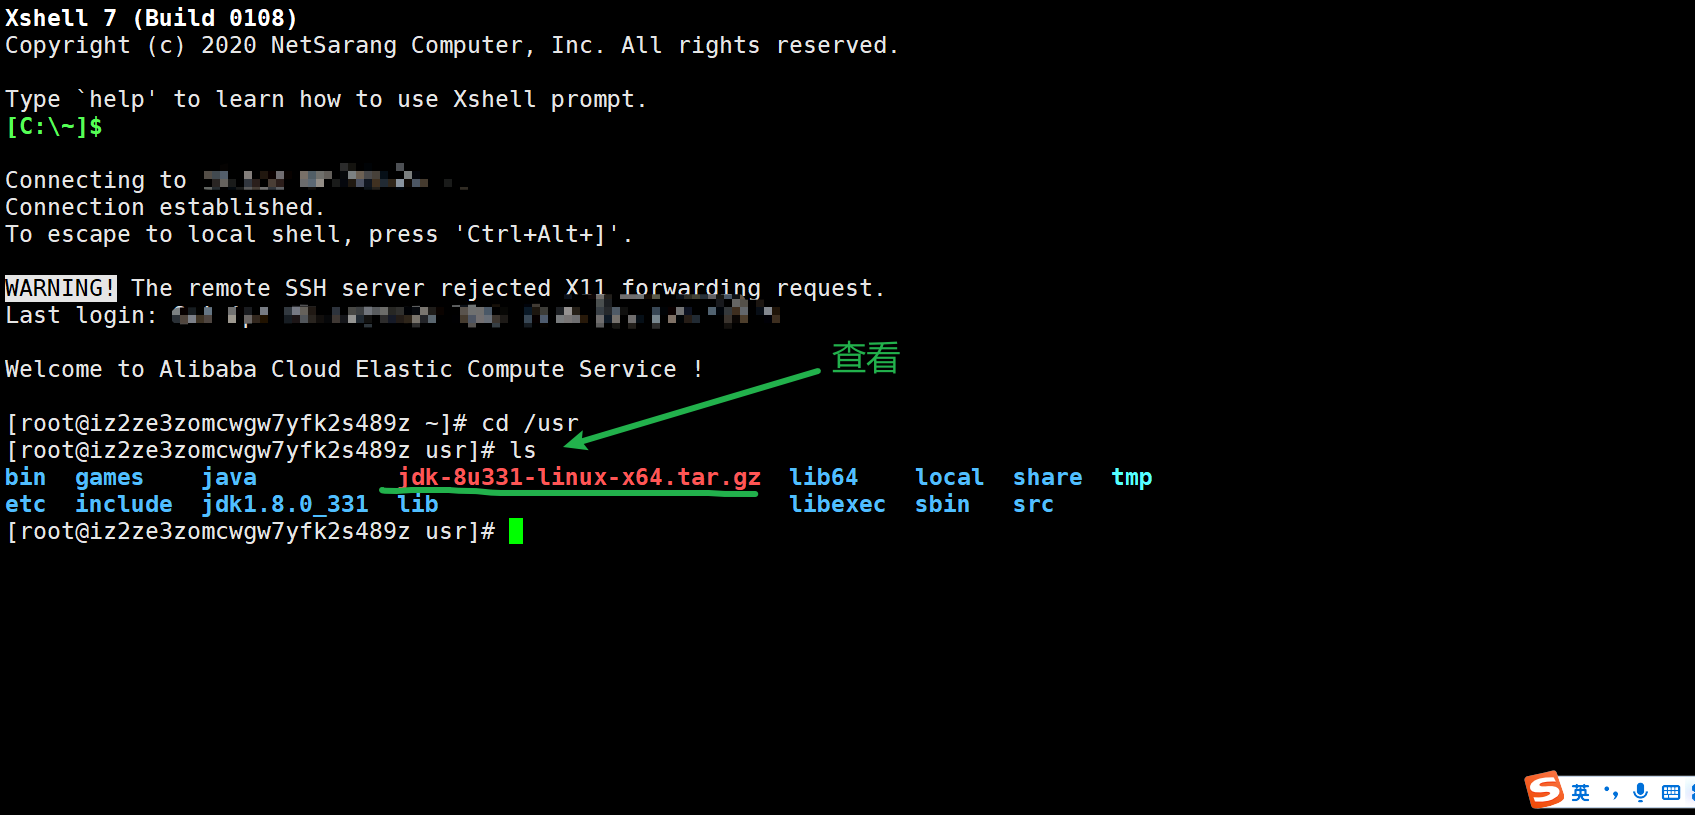 Xshell 7 (Build 0108)
Copyright (c) 2020 NetSarang Computer, Inc. All rights reserved.
Type `help' to learn how to use Xshell prompt.
[C:\~]$
Connecting to
Connection established.
To escape to local shell, press 'Ctrl+Alt+]'.
WARNING! The remote SSH server rejected X11 forwarding request.
Last login:
查看
Welcome to Alibaba Cloud Elastic Compute Service !
[root@iz2ze3zomcwgw7yfk2s489z ~]# cd /usr
[root@iz2ze3zomcwgw7yfk2s489z usr]# ls
bin games java jdk-8u331-linux-x64.tar.gz lib64 local share tmp
etc include jdk1.8.0_331 lib libexec sbin src
[root@iz2ze3zomcwgw7yfk2s489z usr]#
英